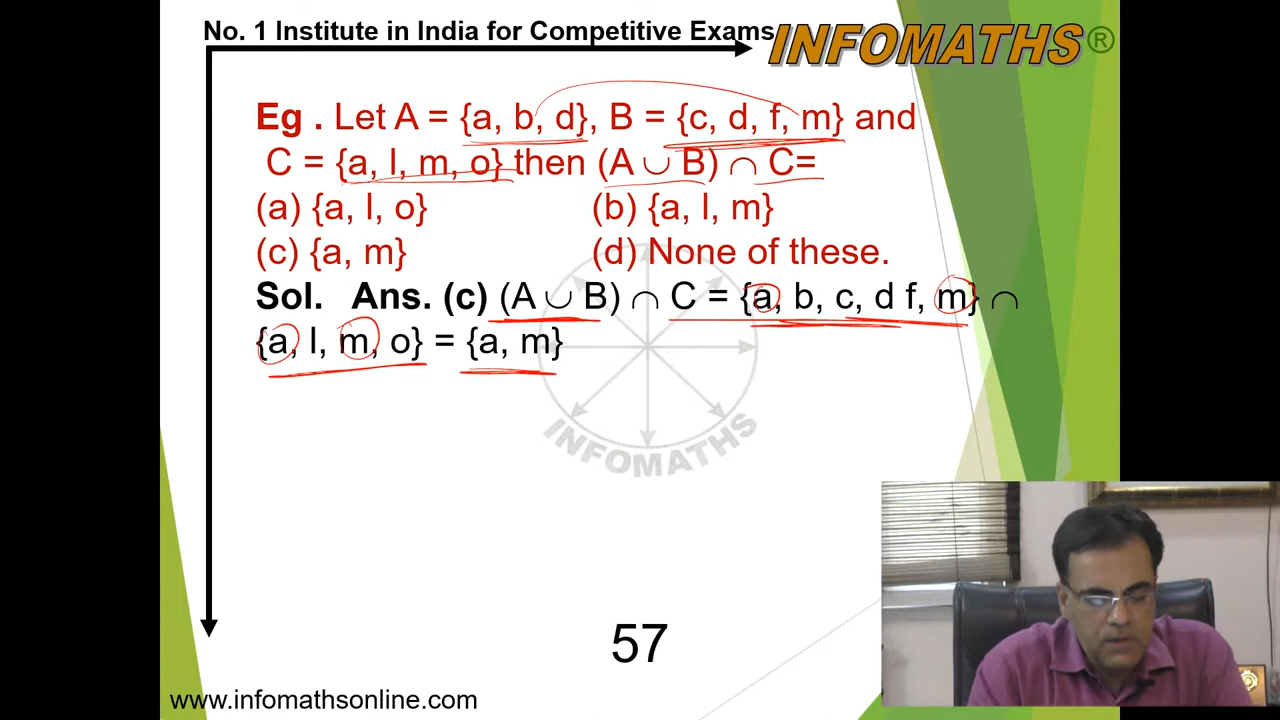 No. 1 Institute in India for Competitive Exams
INFOMATHS®
Eg . Let A = {a, b, d}, B = {c, d, f, m} and
C = {a, l, m, o} then (A ∪ B) ∩ C=
(a) {a, l, o} (b) {a, l, m}
(c) {a, m} (d) None of these.
Sol. Ans. (c) (A ∪ B) ∩ C = {a, b, c, d f, m} ∩
{a, l, m, o} = {a, m}
INFOMATHS
57
www.infomathsonline.com